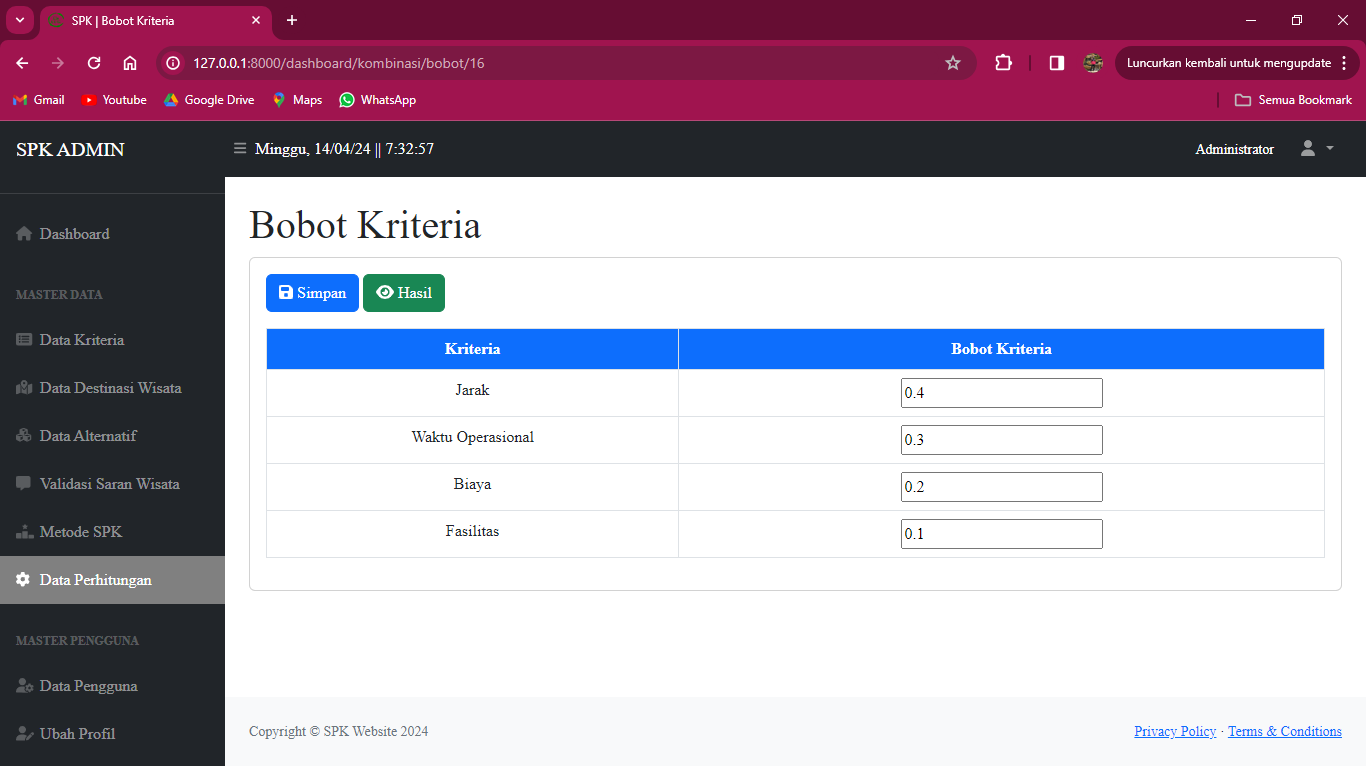 SPK | Bobot Kriteria
127.0.0.1:8000/dashboard/kombinasi/bobot/16
Luncurkan kembali untuk mengupdate
Gmail Youtube Google Drive Maps WhatsApp Semua Bookmark
SPK ADMIN Minggu, 14/04/24 || 7:32:57 Administrator
Dashboard
MASTER DATA
Data Kriteria
Data Destinasi Wisata
Data Alternatif
Validasi Saran Wisata
Metode SPK
Data Perhitungan
MASTER PENGGUNA
Data Pengguna
Ubah Profil
Bobot Kriteria
Simpan Hasil
Kriteria Bobot Kriteria
Jarak 0.4
Waktu Operasional 0.3
Biaya 0.2
Fasilitas 0.1
Copyright © SPK Website 2024 Privacy Policy · Terms & Conditions